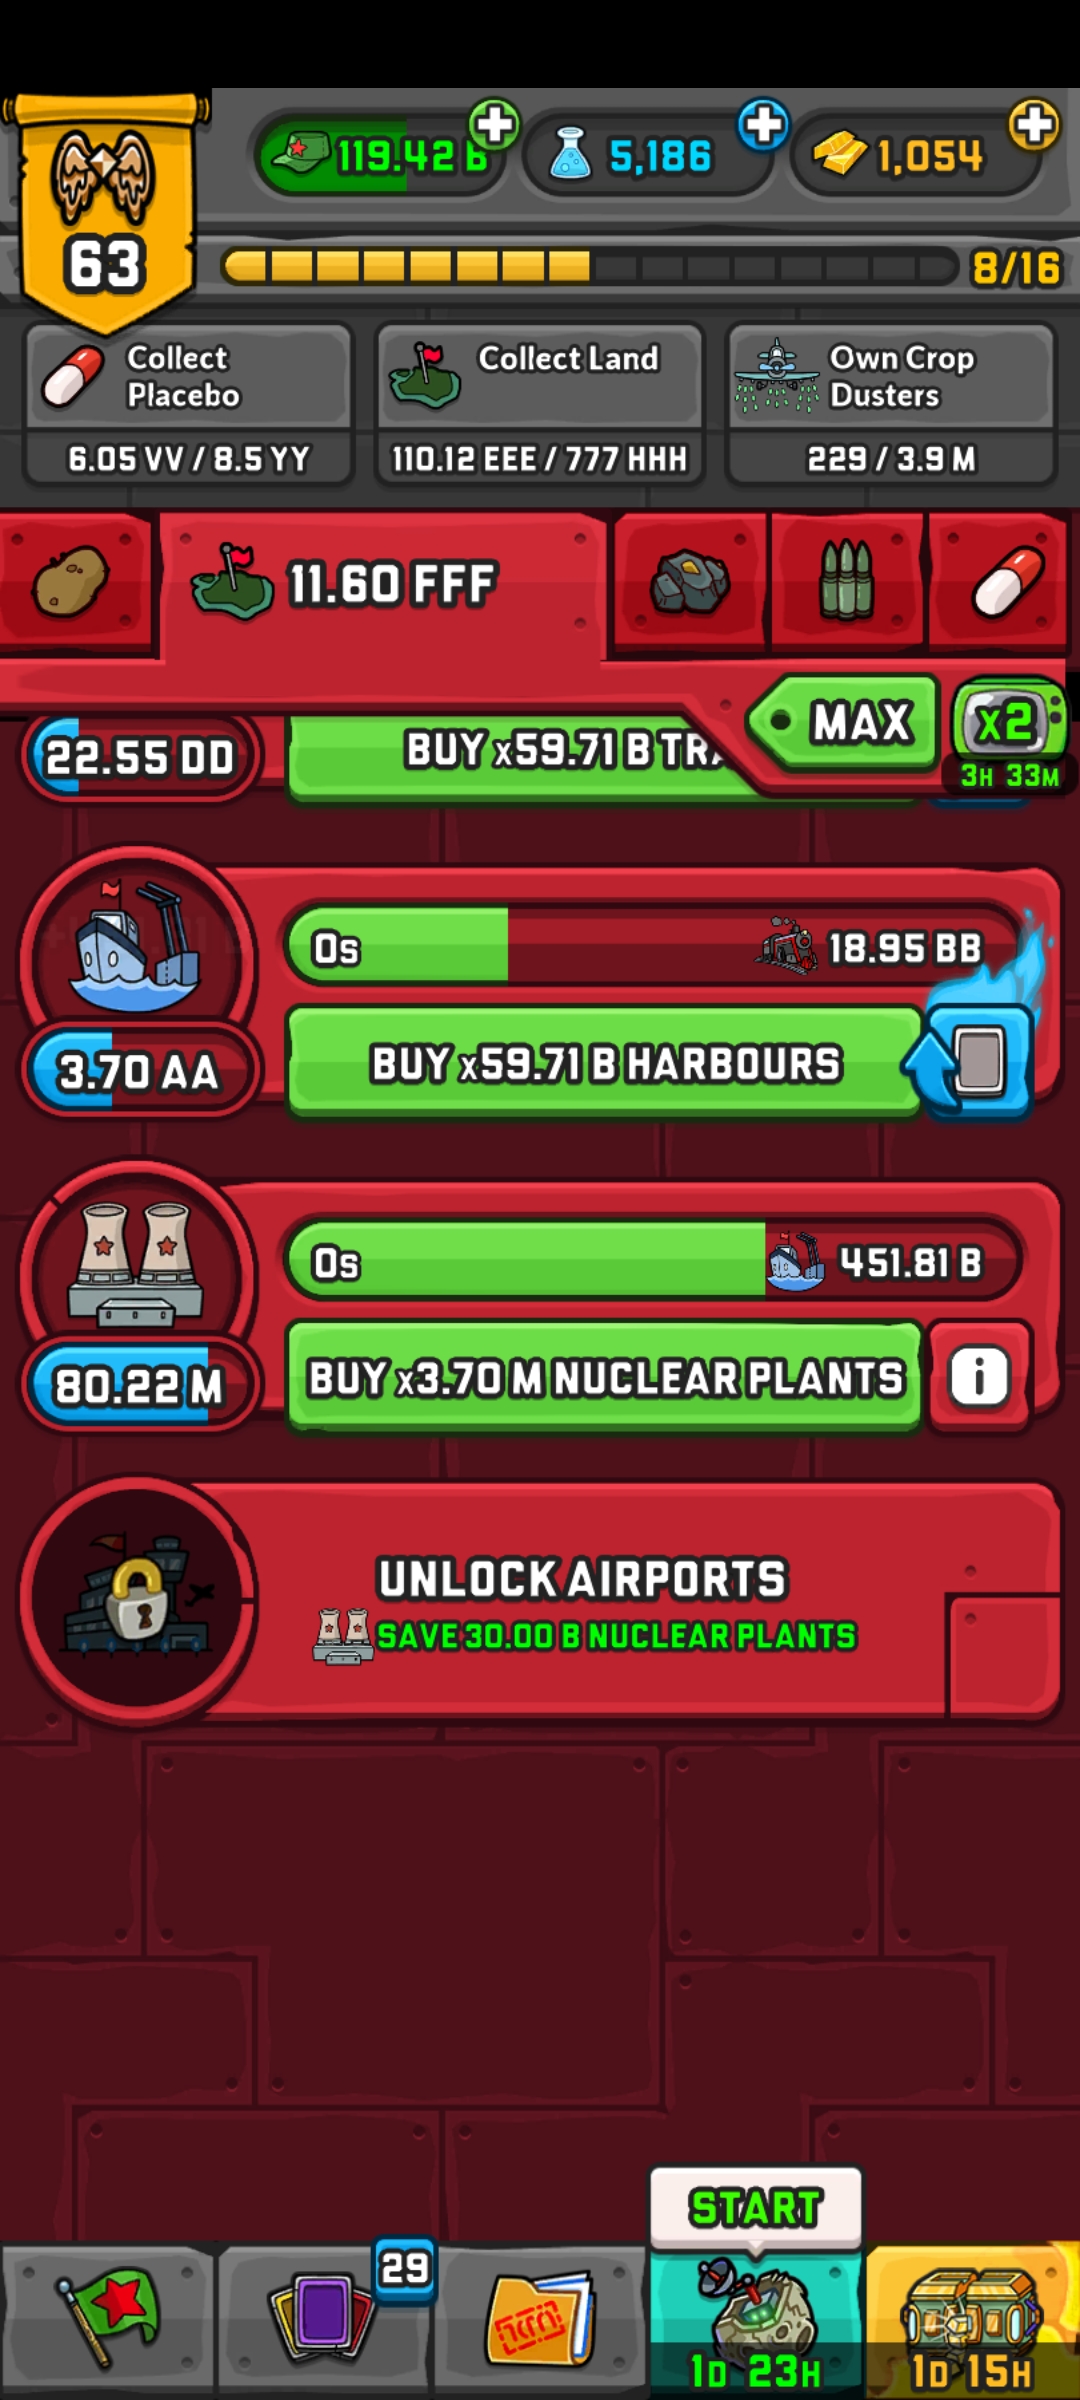 119.42 B
5,186
1,054
63
8/16
Collect
Placebo
6.05 VV / 8.5 YY
Collect Land
110.12 EEE / 777 HHH
Own Crop
Dusters
229 / 3.9 M
11.60 FFF
MAX
x2
3H 33M
22.55 DD
BUY x59.71 B TRA
0s
18.95 BB
3.70 AA
BUY x59.71 B HARBOURS
0s
451.81 B
80.22 M
BUY x3.70 M NUCLEAR PLANTS
i
UNLOCK AIRPORTS
SAVE 30.00 B NUCLEAR PLANTS
START
29
1D 23H
1D 15H